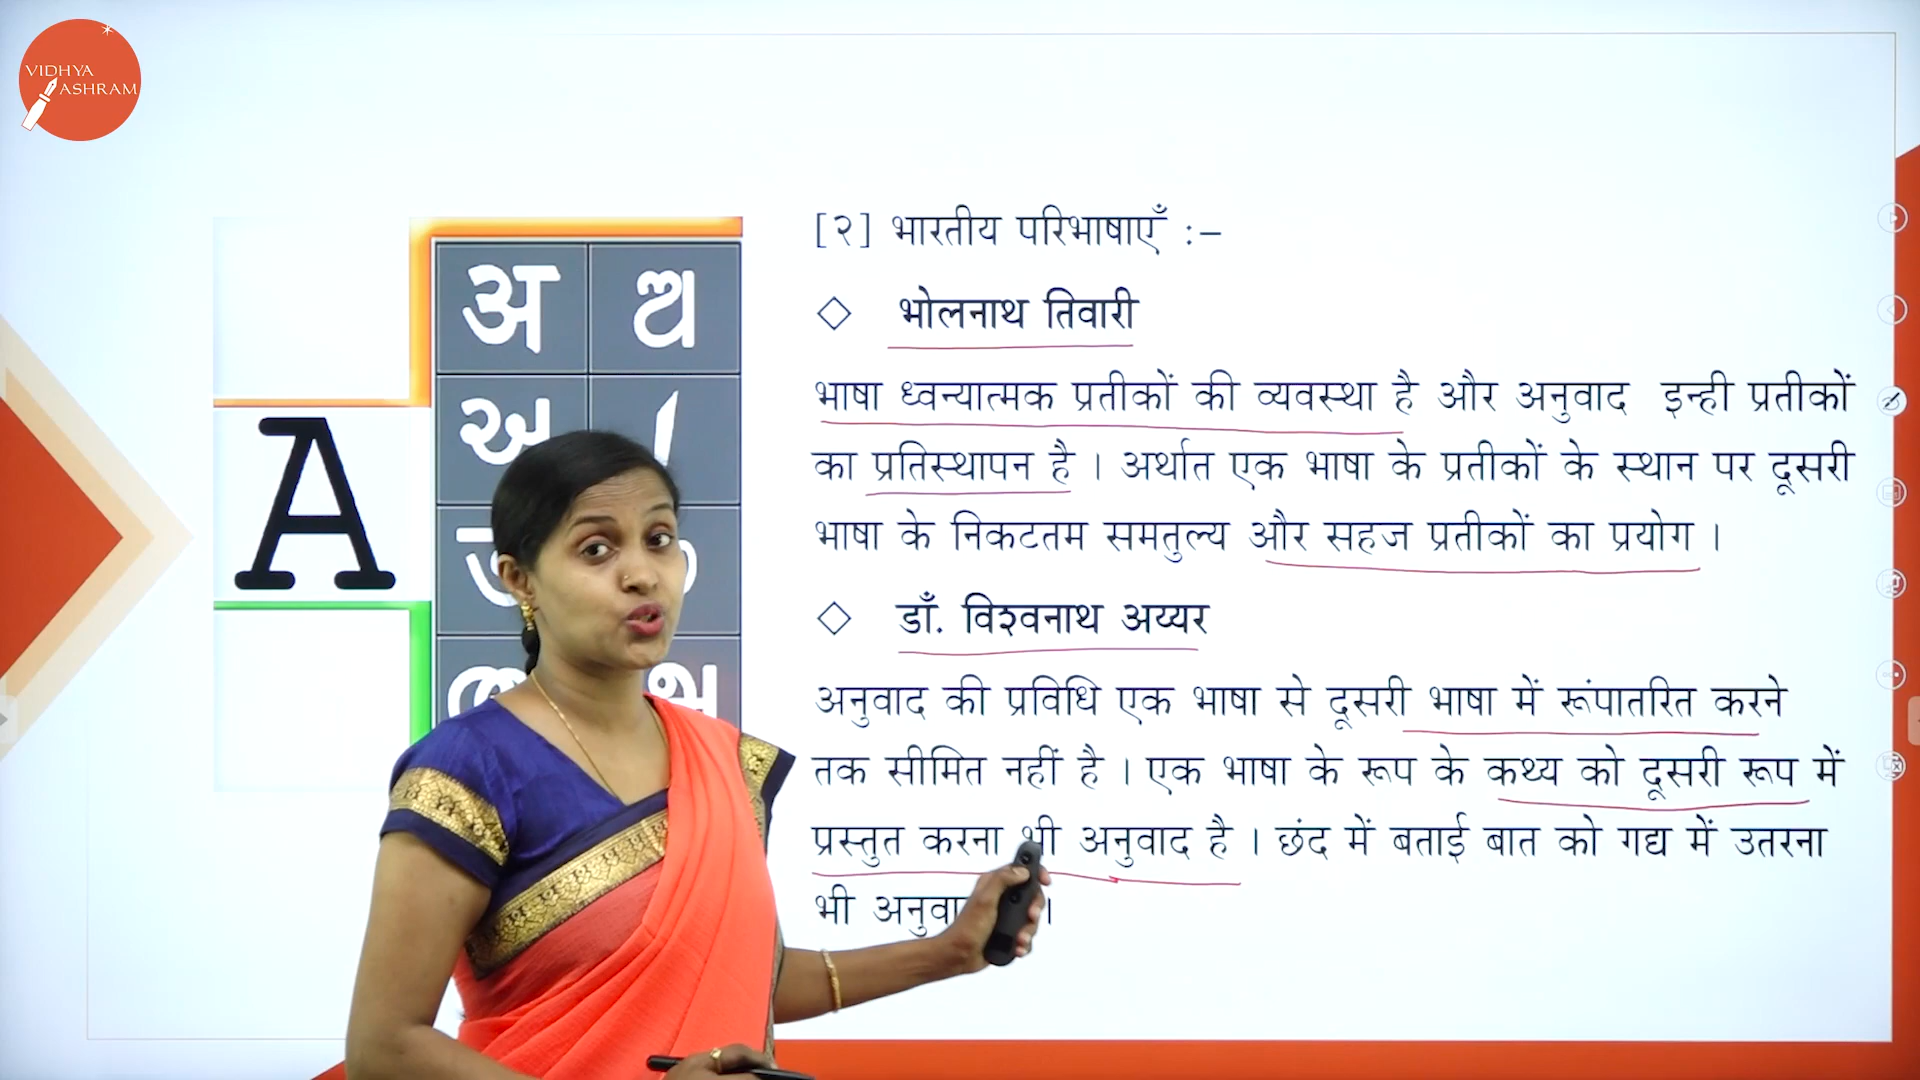 VIDHYA
ASHRAM
[२] भारतीय परिभाषाएँ :–
भोलनाथ तिवारी
भाषा ध्वन्यात्मक प्रतीकों की व्यवस्था है और अनुवाद इन्ही प्रतीकों
का प्रतिस्थापन है । अर्थात एक भाषा के प्रतीकों के स्थान पर दूसरी
भाषा के निकटतम समतुल्य और सहज प्रतीकों का प्रयोग ।
डाँ. विश्वनाथ अय्यर
अनुवाद की प्रविधि एक भाषा से दूसरी भाषा में रूंपातरित करने
तक सीमित नहीं है । एक भाषा के रूप के कथ्य को दूसरी रूप में
प्रस्तुत करना भी अनुवाद है । छंद में बताई बात को गद्य में उतरना
भी ।
अ
અ
A